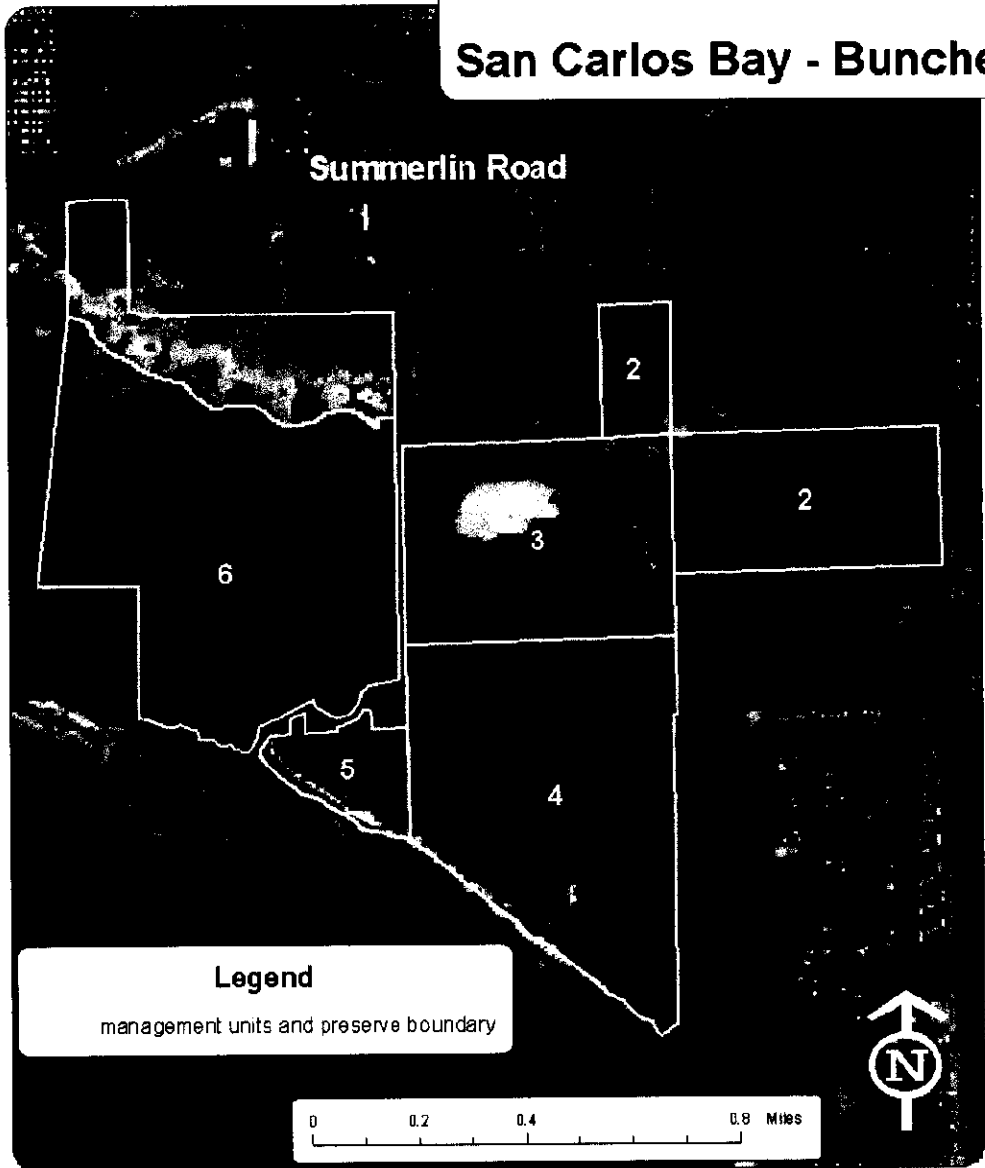 San Carlos Bay - Bunche
Summerlin Road
2
2
3
6
5
4
Legend
management units and preserve boundary
N
0 0.2 0.4 0.8 Miles